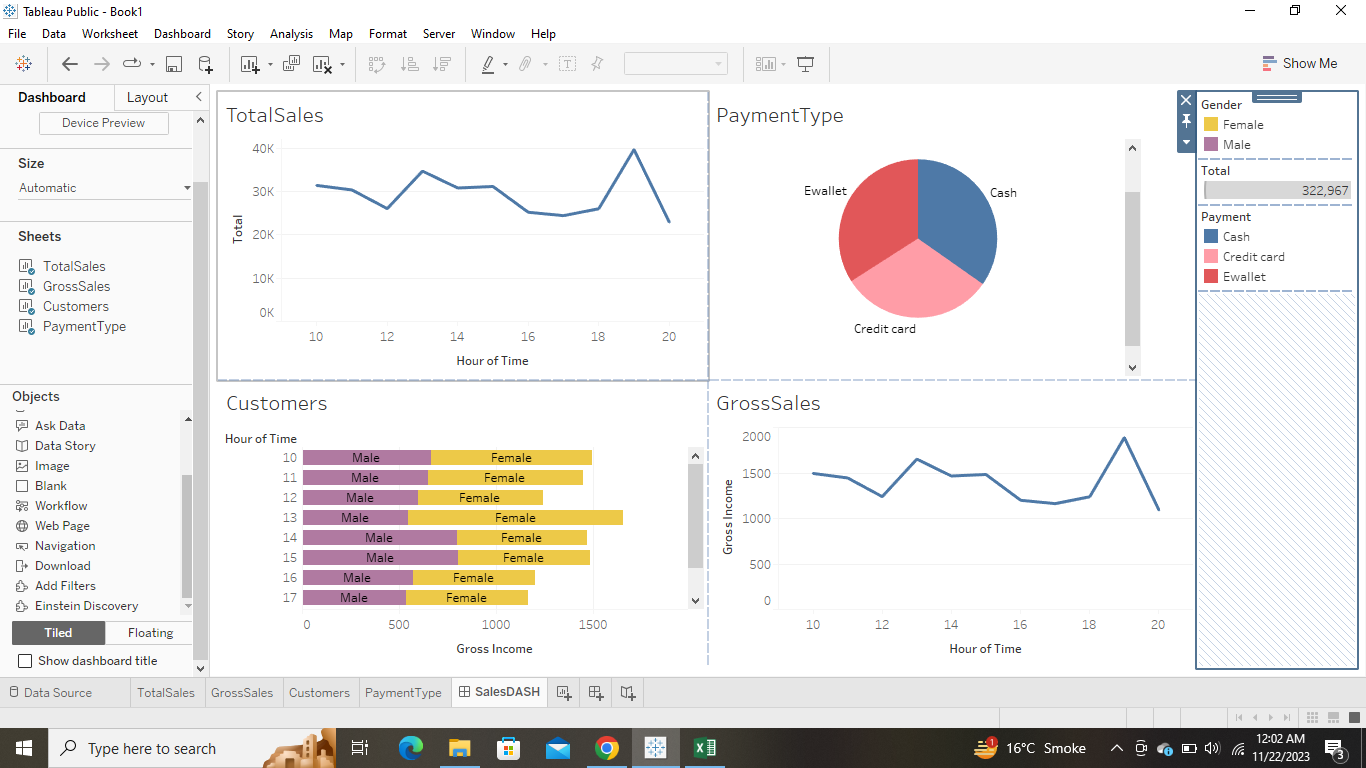 Tableau Public - Book1
File Data Worksheet Dashboard Story Analysis Map Format Server Window Help
Show Me
Dashboard Layout
Device Preview
Size
Automatic
Sheets
TotalSales
GrossSales
Customers
PaymentType
Objects
Ask Data
Data Story
Image
Blank
Workflow
Web Page
Navigation
Download
Add Filters
Einstein Discovery
Tiled Floating
Show dashboard title
TotalSales
Total
40K
30K
20K
10K
0K
10 12 14 16 18 20
Hour of Time
PaymentType
Ewallet
Cash
Credit card
Customers
Hour of Time
10 Male Female
11 Male Female
12 Male Female
13 Male Female
14 Male Female
15 Male Female
16 Male Female
17 Male Female
0 500 1000 1500
Gross Income
GrossSales
Gross Income
2000
1500
1000
500
0
10 12 14 16 18 20
Hour of Time
Gender
Female
Male
Total
322,967
Payment
Cash
Credit card
Ewallet
Data Source TotalSales GrossSales Customers PaymentType SalesDASH
Type here to search
1
16°C Smoke
12:02 AM
11/22/2023
3